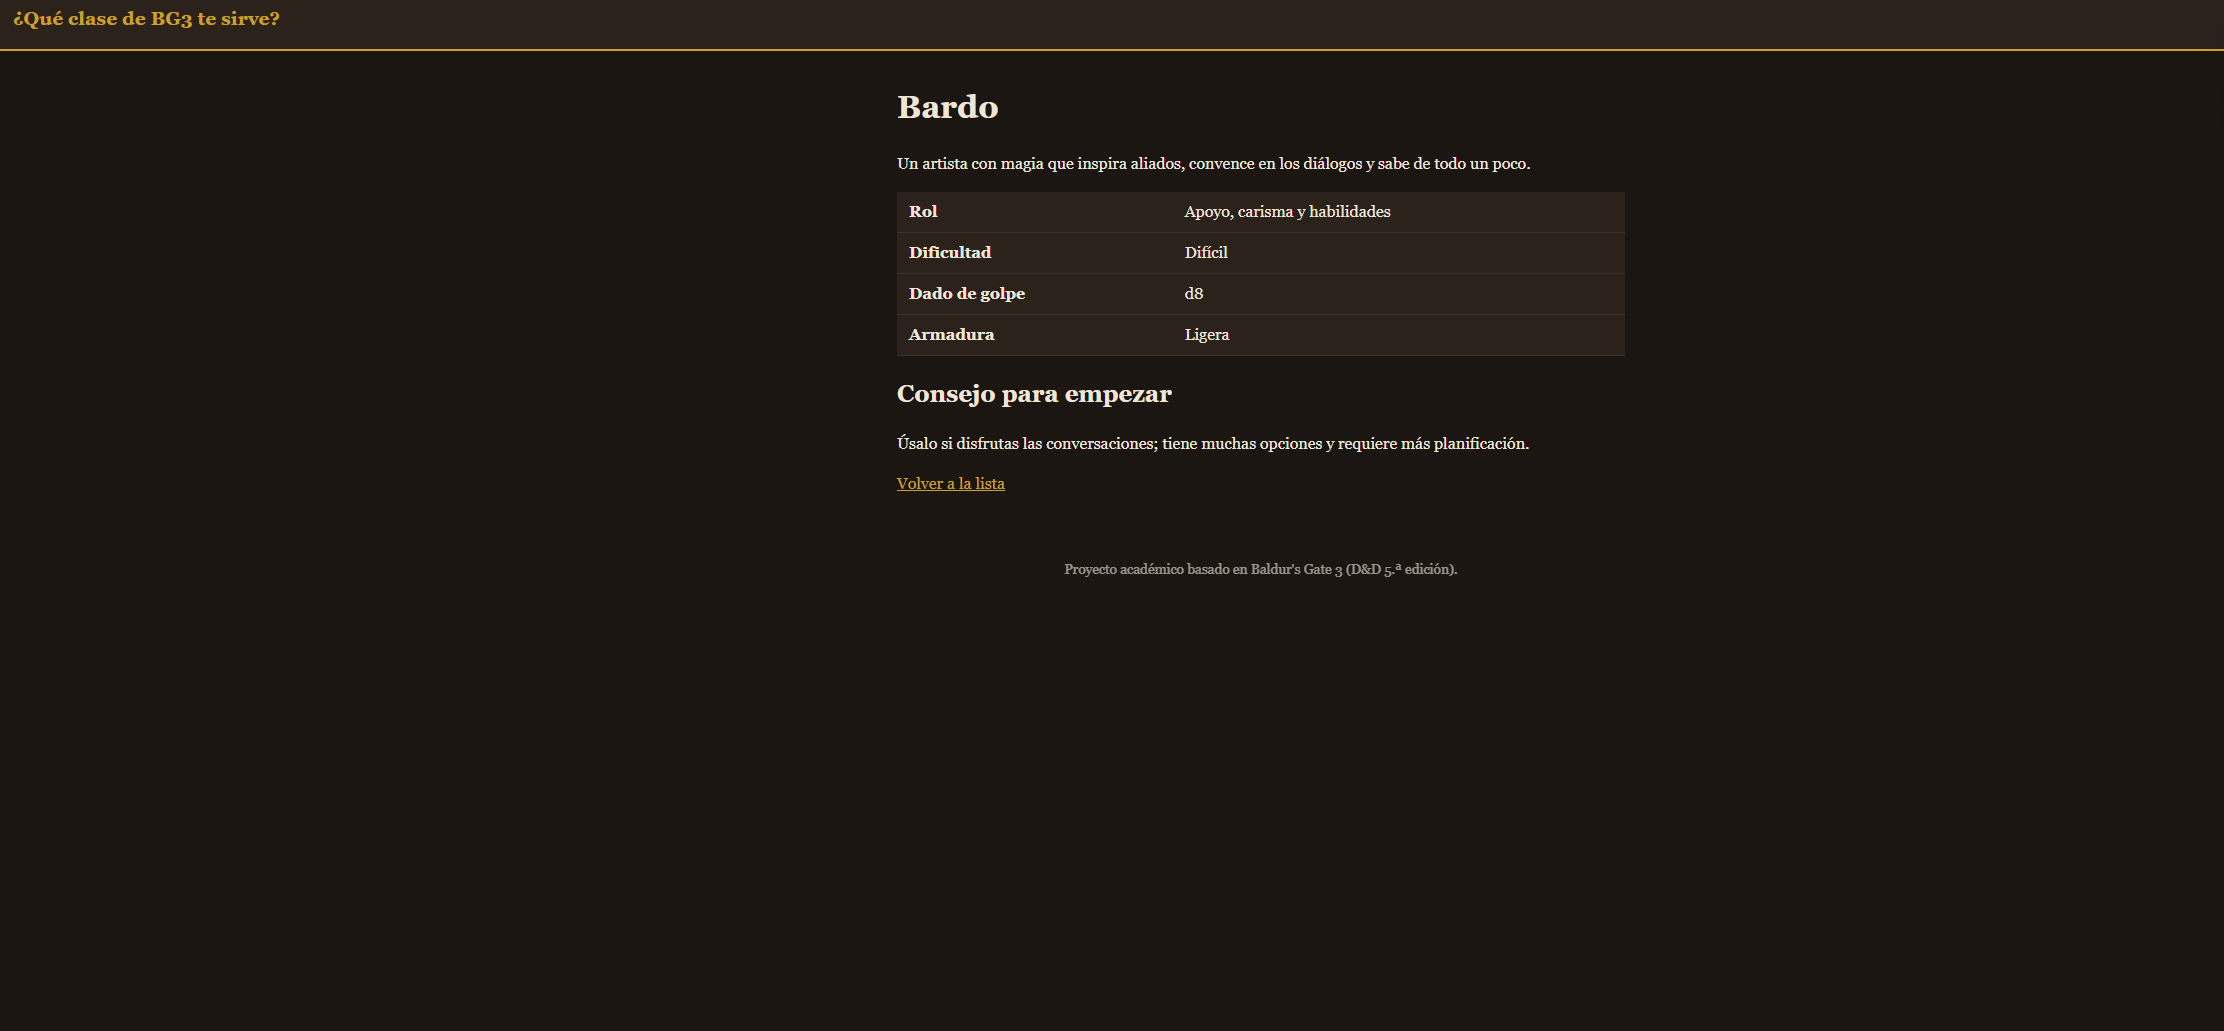 ¿Qué clase de BG3 te sirve?
Bardo
Un artista con magia que inspira aliados, convence en los diálogos y sabe de todo un poco.
Rol Apoyo, carisma y habilidades
Dificultad Difícil
Dado de golpe d8
Armadura Ligera
Consejo para empezar
Úsalo si disfrutas las conversaciones; tiene muchas opciones y requiere más planificación.
Volver a la lista
Proyecto académico basado en Baldur's Gate 3 (D&D 5.ª edición).